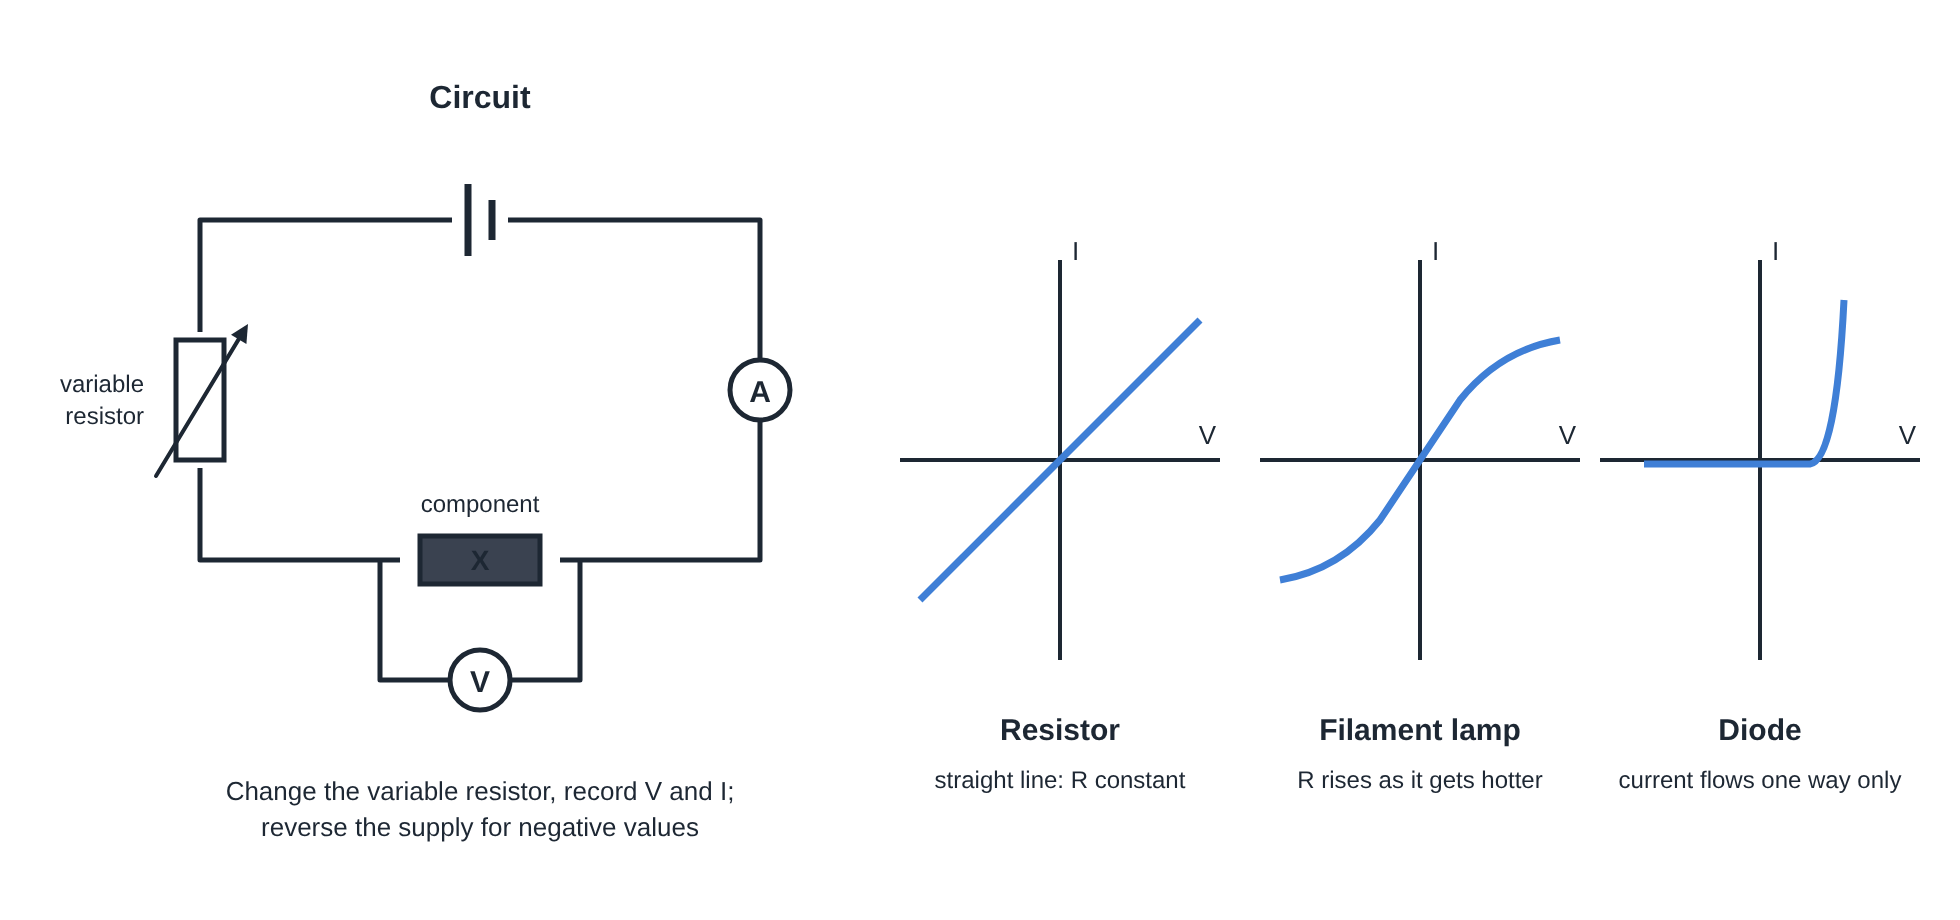 Circuit
variable
resistor
A
component
X
V
Change the variable resistor, record V and I;
reverse the supply for negative values
I
V
Resistor
straight line: R constant
I
V
Filament lamp
R rises as it gets hotter
I
V
Diode
current flows one way only